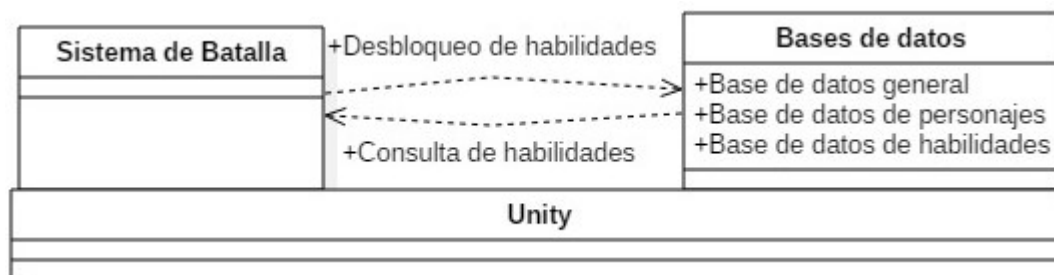 Sistema de Batalla
+Desbloqueo de habilidades
+Consulta de habilidades
Bases de datos
+Base de datos general
+Base de datos de personajes
+Base de datos de habilidades
Unity